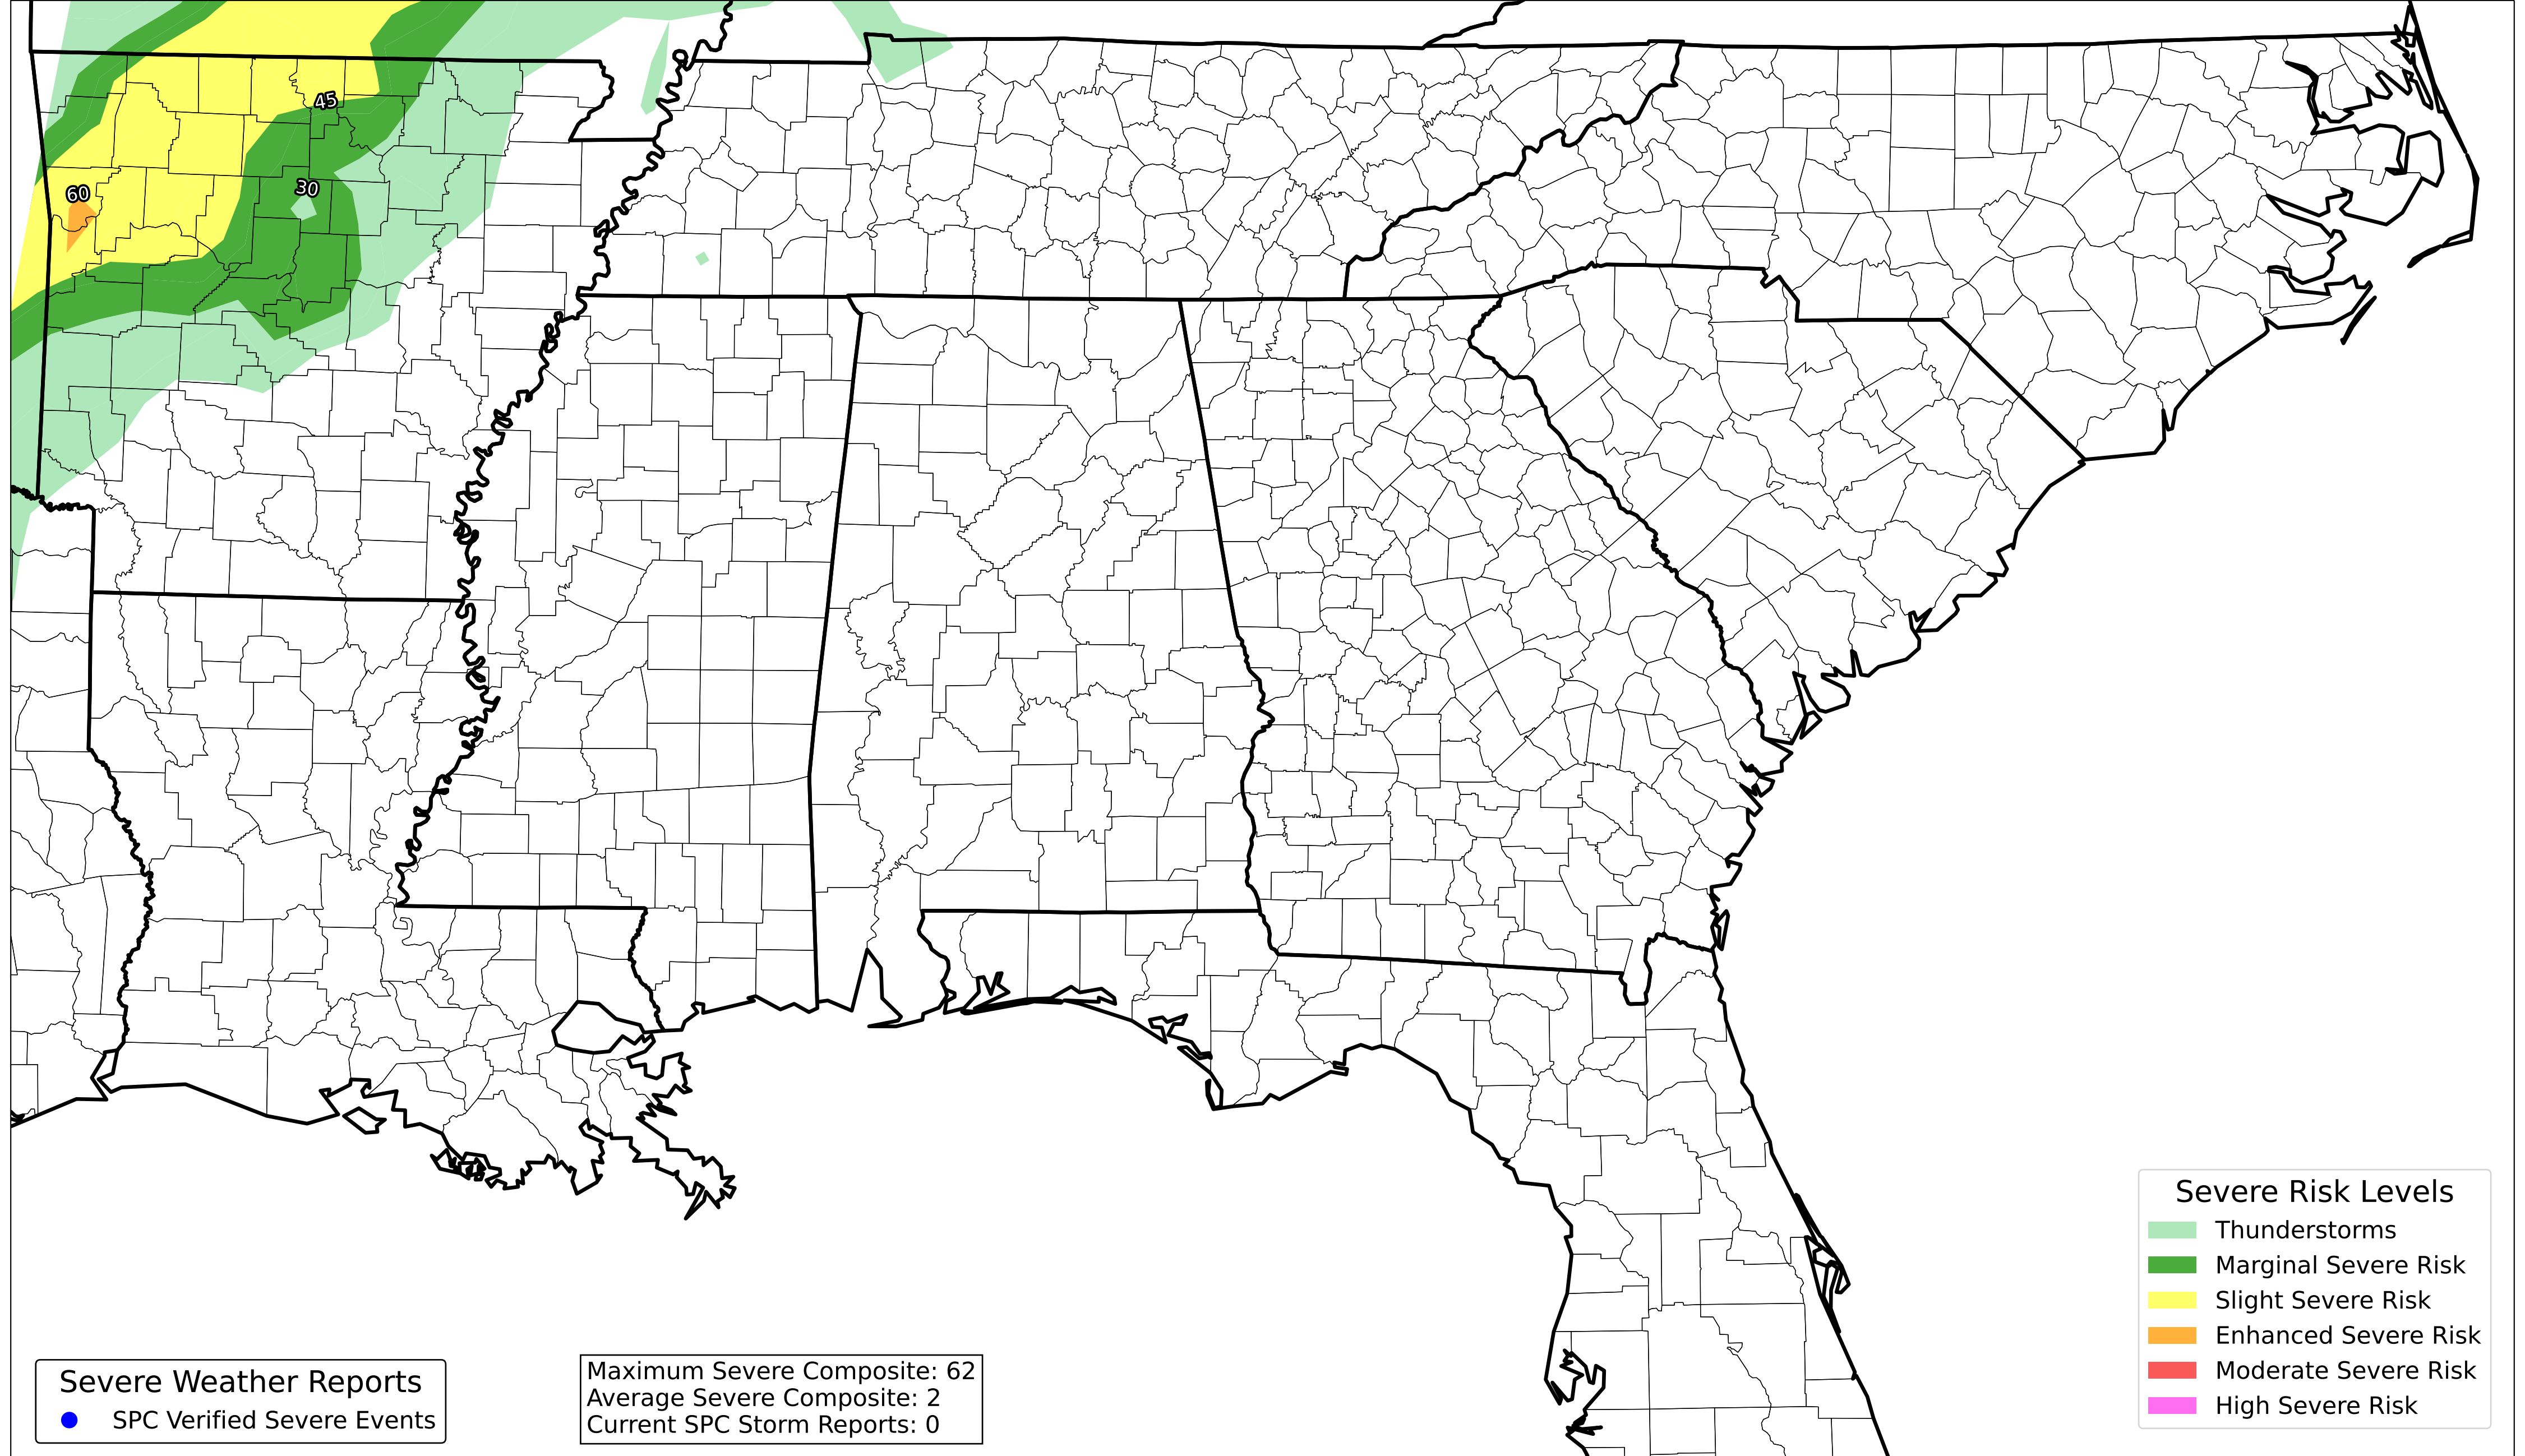 45
30
60
Severe Risk Levels
Thunderstorms
Marginal Severe Risk
Slight Severe Risk
Enhanced Severe Risk
Moderate Severe Risk
High Severe Risk
Severe Weather Reports
SPC Verified Severe Events
Maximum Severe Composite: 62
Average Severe Composite: 2
Current SPC Storm Reports: 0